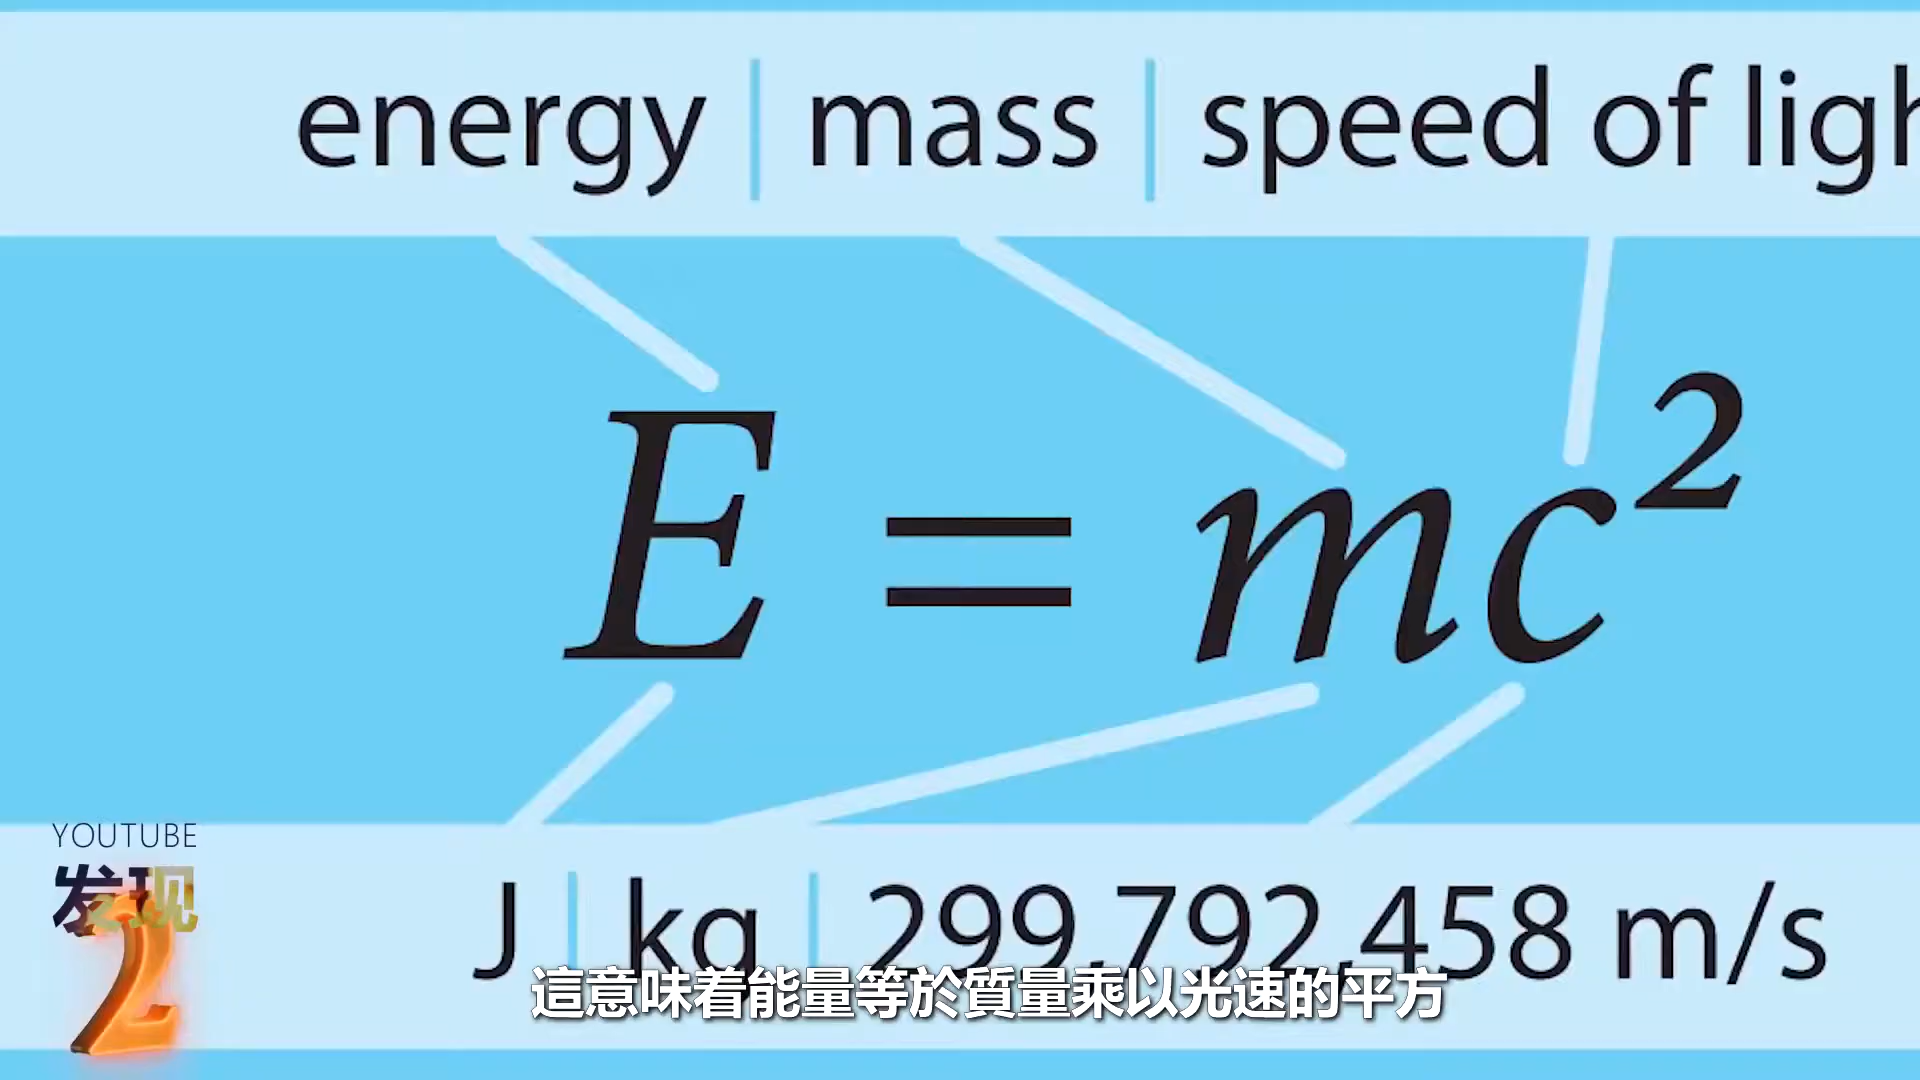 energy | mass | speed of ligh
E = mc²
J | kg | 299,792,458 m/s
這意味着能量等於質量乘以光速的平方
YOUTUBE
发现
2